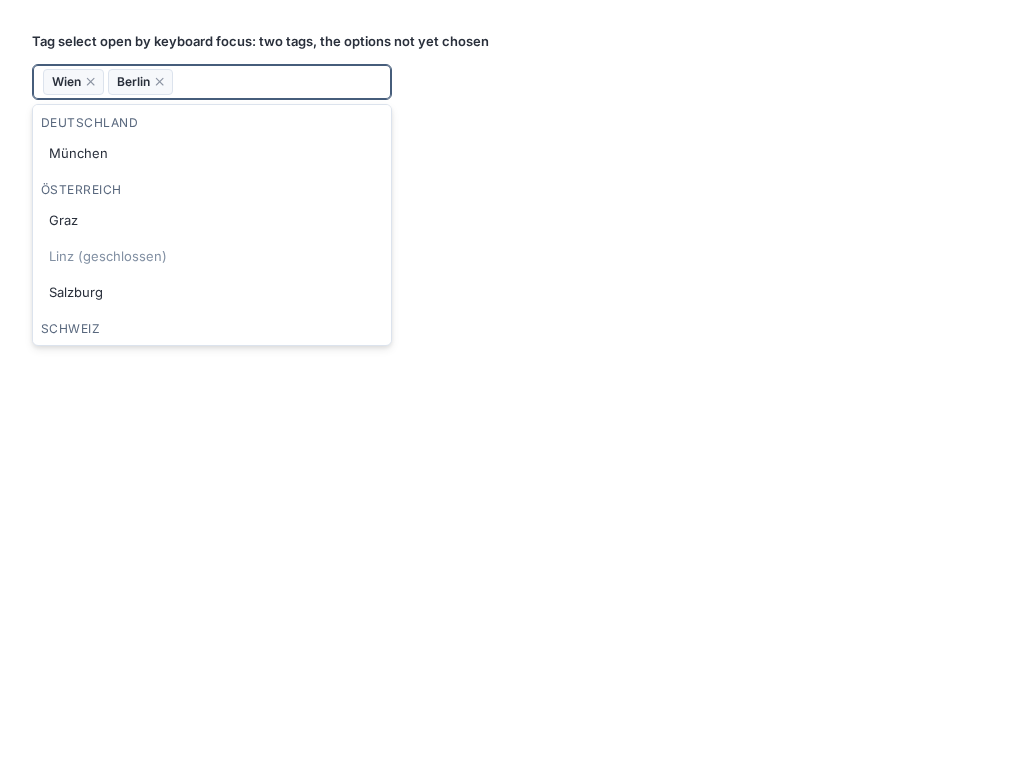 Tag select open by keyboard focus: two tags, the options not yet chosen
Wien × Berlin ×
DEUTSCHLAND
München
ÖSTERREICH
Graz
Linz (geschlossen)
Salzburg
SCHWEIZ